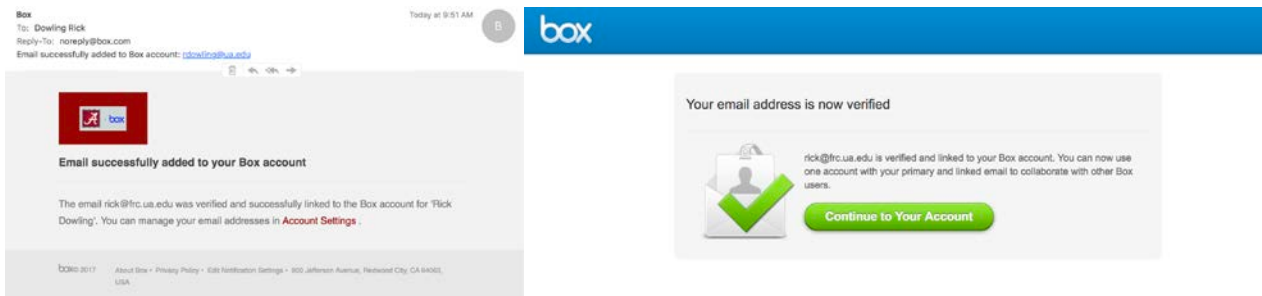 Box
Today at 9:51 AM
B
To: Dowling Rick
Reply-To: noreply@box.com
Email successfully added to Box account: rdowling@ua.edu
A box
Email successfully added to your Box account
The email rick@frc.ua.edu was verified and successfully linked to the Box account for 'Rick
Dowling'. You can manage your email addresses in Account Settings .
box© 2017 About Box • Privacy Policy • Edit Notification Settings • 900 Jefferson Avenue, Redwood City, CA 94063,
USA
box
Your email address is now verified
rick@frc.ua.edu is verified and linked to your Box account. You can now use
one account with your primary and linked email to collaborate with other Box
users.
Continue to Your Account